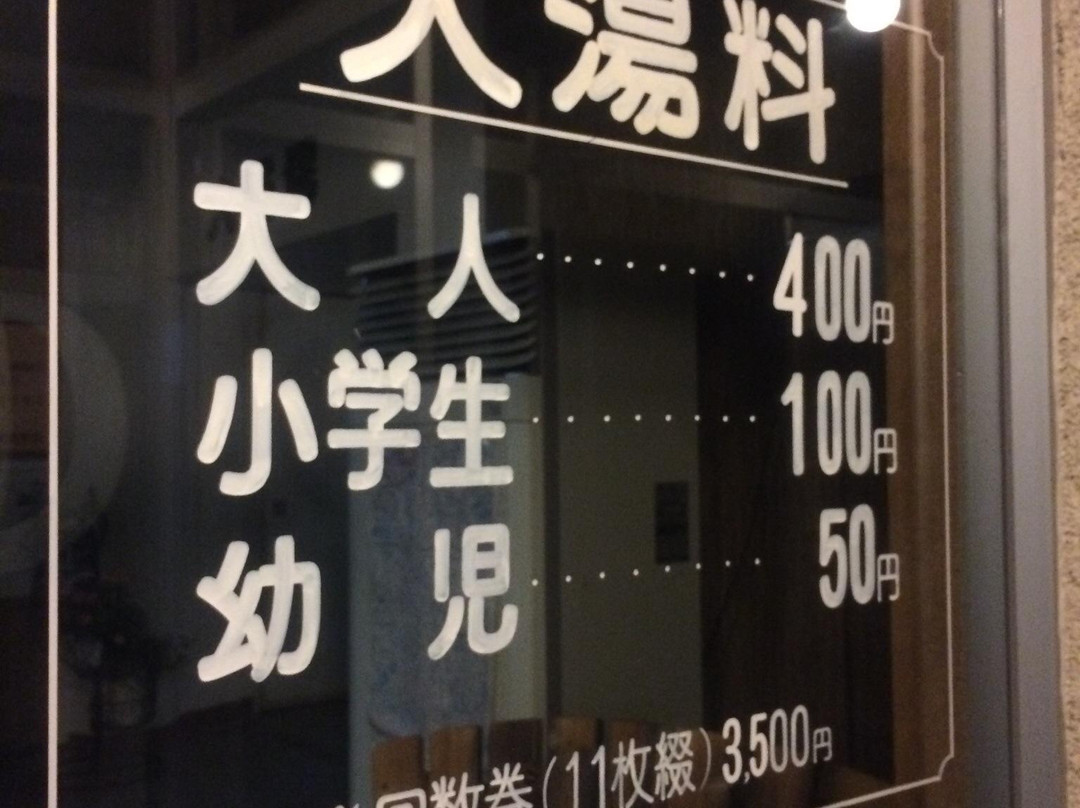 入湯料
大人 400円
小学生 100円
幼児 50円
回数券(11枚綴) 3,500円